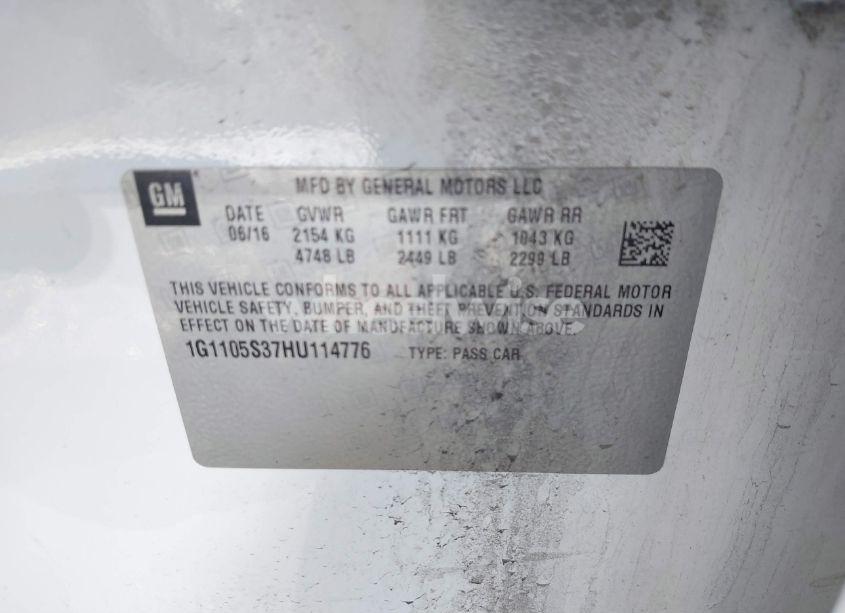 GM
MFD BY GENERAL MOTORS LLC
DATE GVWR GAWR FRT GAWR RR
06/16 2154 KG 1111 KG 1043 KG
4748 LB 2449 LB 2299 LB
THIS VEHICLE CONFORMS TO ALL APPLICABLE U.S. FEDERAL MOTOR
VEHICLE SAFETY, BUMPER, AND THEFT PREVENTION STANDARDS IN
EFFECT ON THE DATE OF MANUFACTURE SHOWN ABOVE.
1G1105S37HU114776 TYPE: PASS CAR